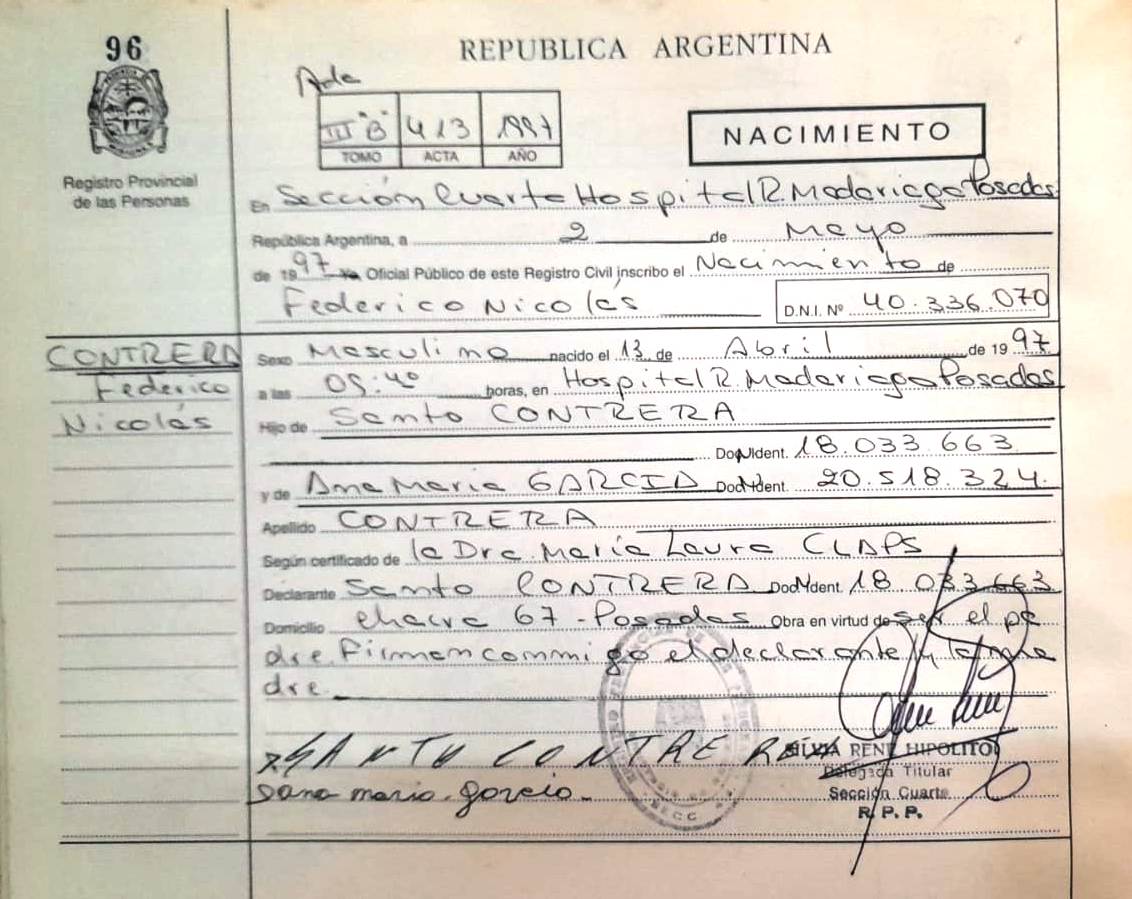 96
REPUBLICA ARGENTINA
Registro Provincial
de las Personas
III "B" 413 1997
TOMO ACTA AÑO
NACIMIENTO
En Sección Cuarta Hospital R. Madariaga Posadas
República Argentina, a 2 de Mayo
de 1997 Oficial Público de este Registro Civil inscribo el Nacimiento de
Federico Nicolás D.N.I. Nº 40.336.070
CONTRERA
Federico
Nicolás
Sexo Masculino nacido el 13 de Abril de 1997
a las 05:40 horas, en Hospital R. Madariaga Posadas
Hijo de Santo CONTRERA
Doc. Ident. 18.033.663
y de Ana Maria GARCIA Doc. Ident. 20.518.324
Apellido CONTRERA
Según certificado de la Dra. María Laura CLAPS
Declarante Santo CONTRERA Doc. Ident. 18.033.663
Domicilio chacra 67 - Posadas Obra en virtud de ser el pa
dre. Firman conmigo el declarante y la ma
dre.
SANTO CONTRERA
ana maria garcia
SILVIA RENE HIPOLITO
Delegada Titular
Sección Cuarta
R. P. P.